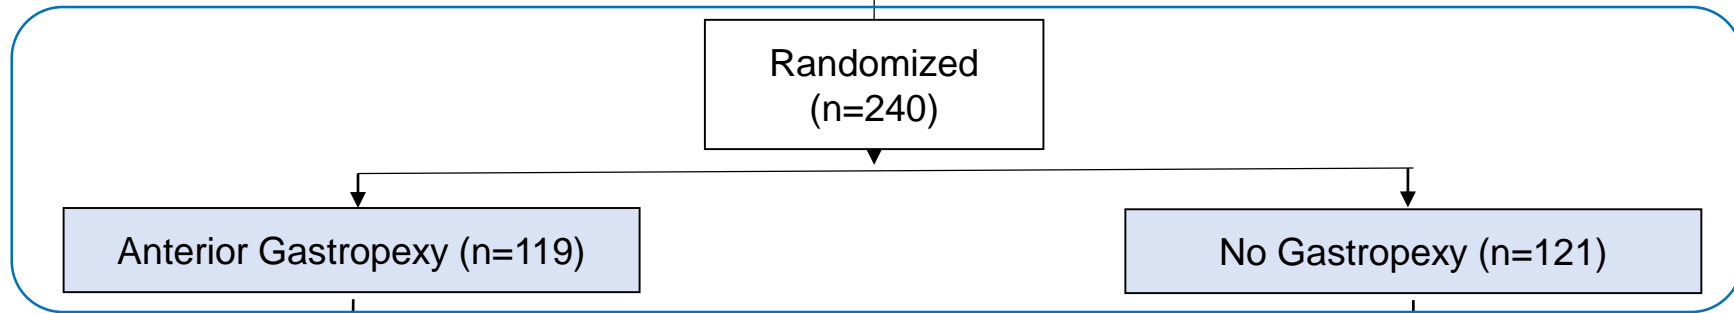 Randomized
(n=240)
Anterior Gastropexy (n=119)
No Gastropexy (n=121)